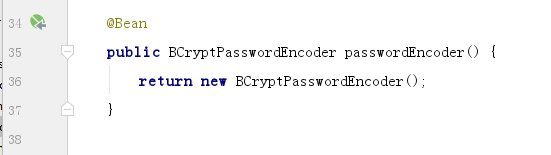 34 @Bean
35 public BCryptPasswordEncoder passwordEncoder() {
36 return new BCryptPasswordEncoder();
37 }
38